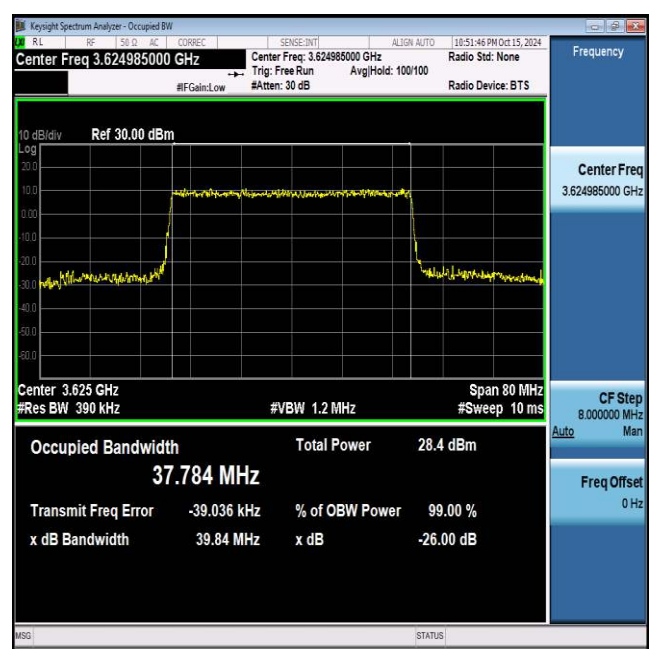 Keysight Spectrum Analyzer - Occupied BW
RL RF 50 Ω AC CORREC SENSE:INT ALIGN AUTO 10:51:46 PM Oct 15, 2024
Center Freq 3.624985000 GHz
Center Freq: 3.624985000 GHz Radio Std: None
Trig: Free Run Avg|Hold: 100/100
#IFGain:Low #Atten: 30 dB Radio Device: BTS
10 dB/div Ref 30.00 dBm
Log
20.0
10.0
0.00
-10.0
-20.0
-30.0
-40.0
-50.0
-60.0
Center 3.625 GHz Span 80 MHz
#Res BW 390 kHz #VBW 1.2 MHz #Sweep 10 ms
Occupied Bandwidth Total Power 28.4 dBm
37.784 MHz
Transmit Freq Error -39.036 kHz % of OBW Power 99.00 %
x dB Bandwidth 39.84 MHz x dB -26.00 dB
MSG STATUS
Frequency
Center Freq
3.624985000 GHz
CF Step
8.000000 MHz
Auto Man
Freq Offset
0 Hz